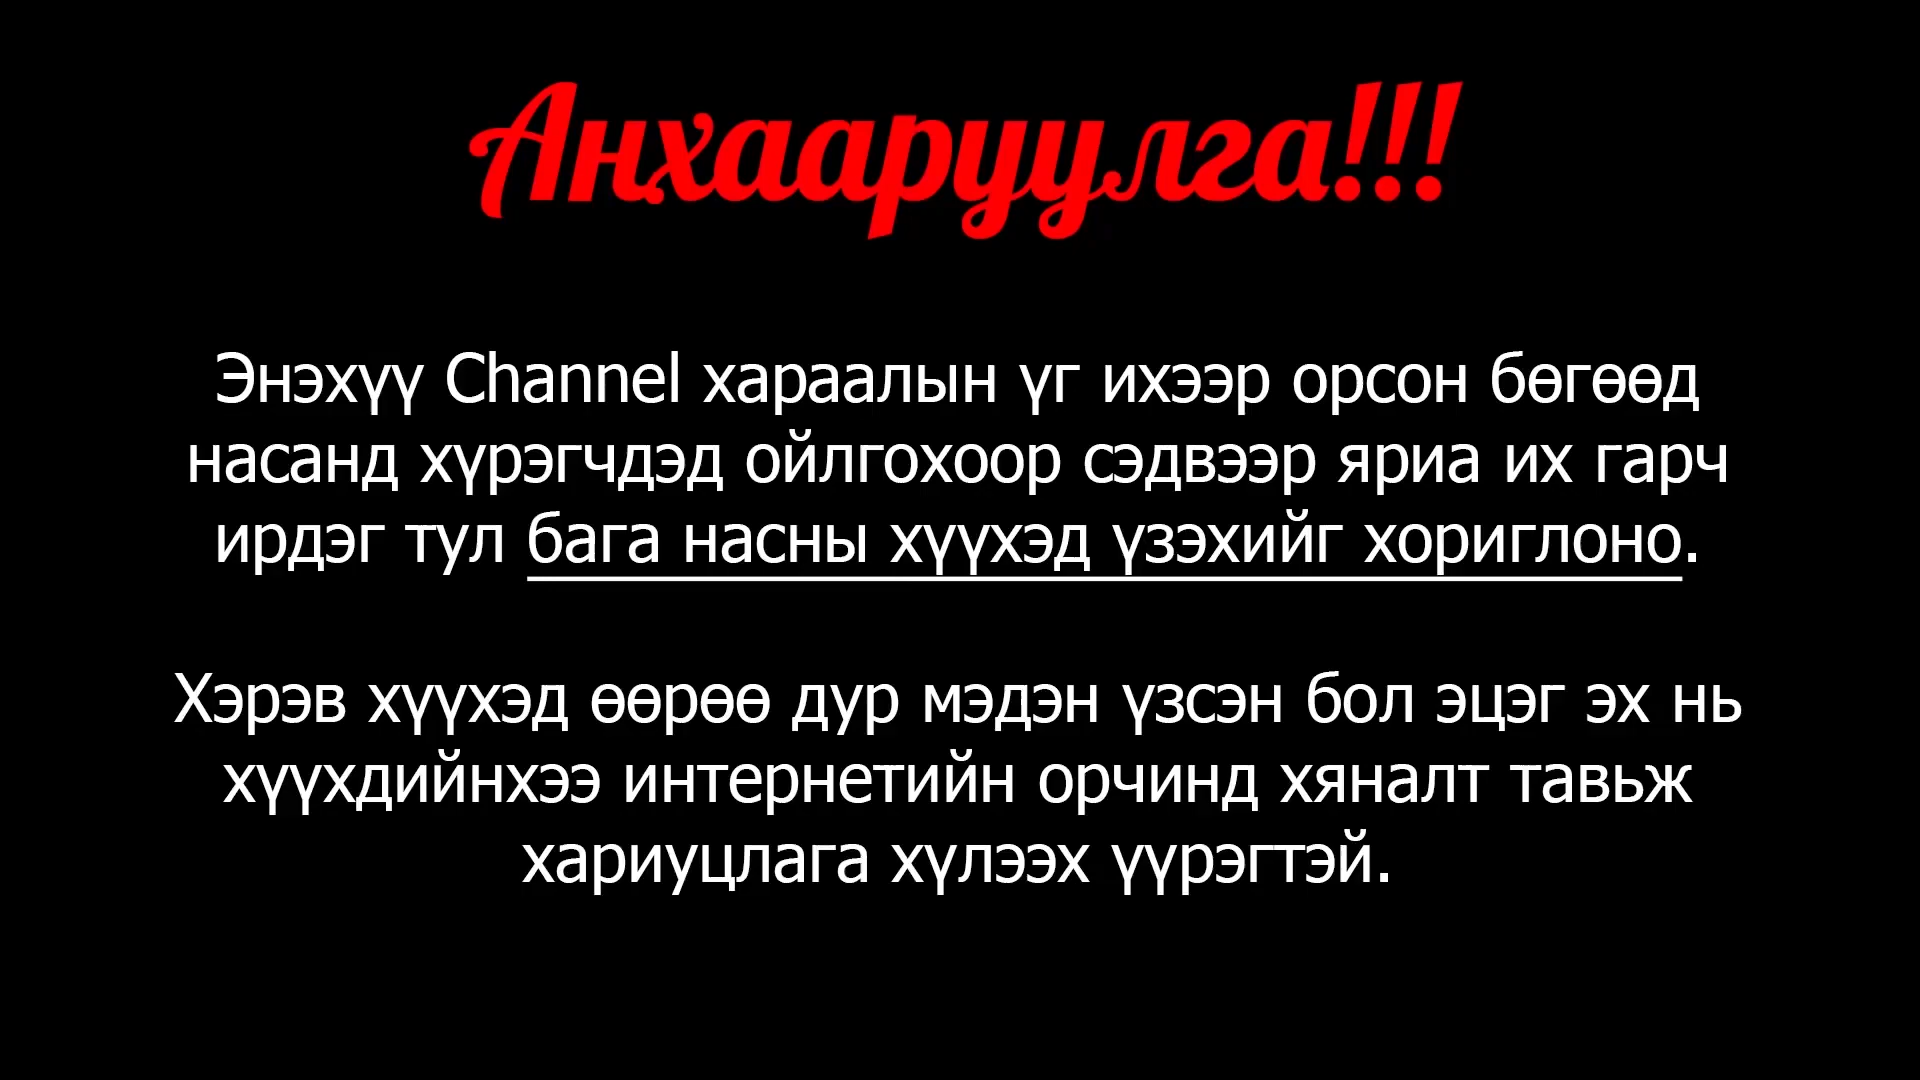 Анхааруулга!!!
Энэхүү Channel хараалын үг ихээр орсон бөгөөд
насанд хүрэгчдэд ойлгохоор сэдвээр яриа их гарч
ирдэг тул бага насны хүүхэд үзэхийг хориглоно.
Хэрэв хүүхэд өөрөө дур мэдэн үзсэн бол эцэг эх нь
хүүхдийнхээ интернетийн орчинд хяналт тавьж
хариуцлага хүлээх үүрэгтэй.